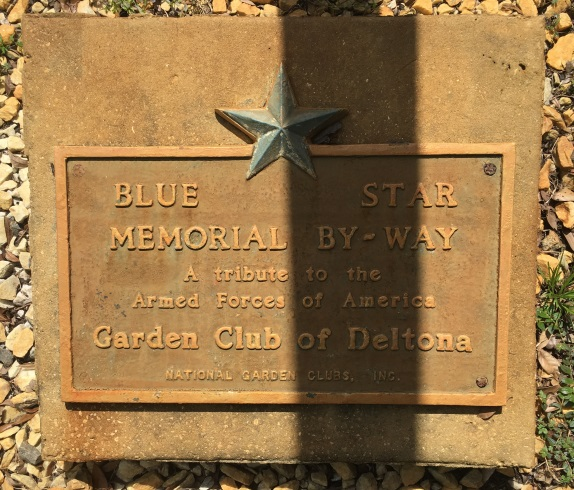 BLUE STAR
MEMORIAL BY-WAY
A tribute to the
Armed Forces of America
Garden Club of Deltona
NATIONAL GARDEN CLUBS, INC.